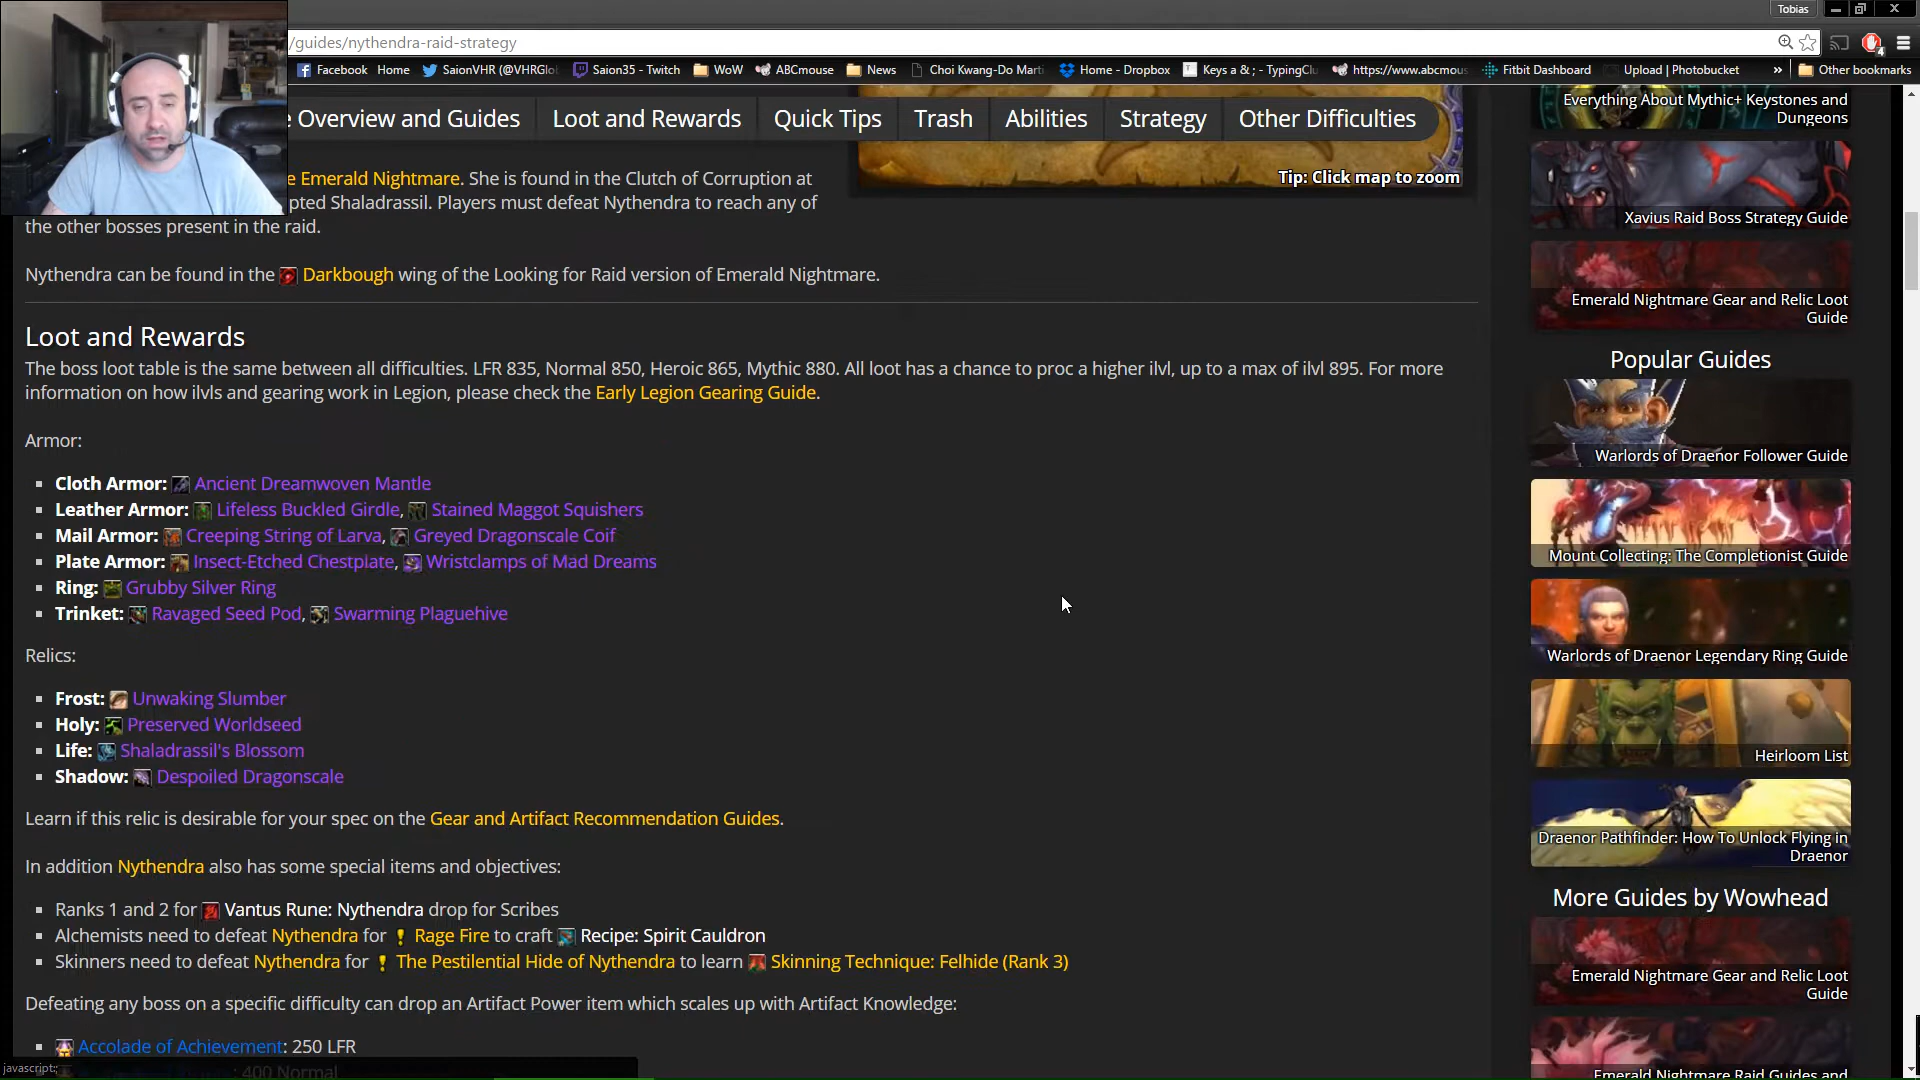 Tobias
/guides/nythendra-raid-strategy
Facebook Home SaionVHR (@VHRGlo Saion35 - Twitch WoW ABCmouse News Choi Kwang-Do Marti Home - Dropbox Keys a & ; - TypingClu https://www.abcmous Fitbit Dashboard Upload | Photobucket » Other bookmarks
e Overview and Guides Loot and Rewards Quick Tips Trash Abilities Strategy Other Difficulties
Tip: Click map to zoom
e Emerald Nightmare. She is found in the Clutch of Corruption at
pted Shaladrassil. Players must defeat Nythendra to reach any of
the other bosses present in the raid.
Nythendra can be found in the Darkbough wing of the Looking for Raid version of Emerald Nightmare.
Loot and Rewards
The boss loot table is the same between all difficulties. LFR 835, Normal 850, Heroic 865, Mythic 880. All loot has a chance to proc a higher ilvl, up to a max of ilvl 895. For more
information on how ilvls and gearing work in Legion, please check the Early Legion Gearing Guide.
Armor:
Cloth Armor: Ancient Dreamwoven Mantle
Leather Armor: Lifeless Buckled Girdle, Stained Maggot Squishers
Mail Armor: Creeping String of Larva, Greyed Dragonscale Coif
Plate Armor: Insect-Etched Chestplate, Wristclamps of Mad Dreams
Ring: Grubby Silver Ring
Trinket: Ravaged Seed Pod, Swarming Plaguehive
Relics:
Frost: Unwaking Slumber
Holy: Preserved Worldseed
Life: Shaladrassil's Blossom
Shadow: Despoiled Dragonscale
Learn if this relic is desirable for your spec on the Gear and Artifact Recommendation Guides.
In addition Nythendra also has some special items and objectives:
Ranks 1 and 2 for Vantus Rune: Nythendra drop for Scribes
Alchemists need to defeat Nythendra for Rage Fire to craft Recipe: Spirit Cauldron
Skinners need to defeat Nythendra for The Pestilential Hide of Nythendra to learn Skinning Technique: Felhide (Rank 3)
Defeating any boss on a specific difficulty can drop an Artifact Power item which scales up with Artifact Knowledge:
Accolade of Achievement: 250 LFR
: 400 Normal
javascript:;
Everything About Mythic+ Keystones and
Dungeons
Xavius Raid Boss Strategy Guide
Emerald Nightmare Gear and Relic Loot
Guide
Popular Guides
Warlords of Draenor Follower Guide
Mount Collecting: The Completionist Guide
Warlords of Draenor Legendary Ring Guide
Heirloom List
Draenor Pathfinder: How To Unlock Flying in
Draenor
More Guides by Wowhead
Emerald Nightmare Gear and Relic Loot
Guide
Emerald Nightmare Raid Guides and